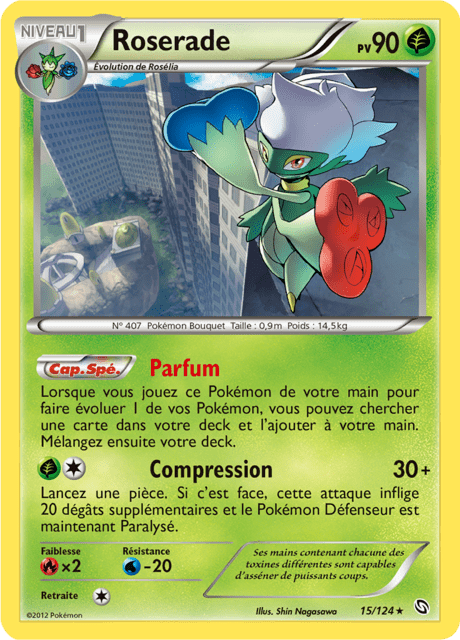 NIVEAU 1
Roserade
PV 90
Évolution de Rosélia
N° 407 Pokémon Bouquet Taille : 0,9m Poids : 14,5kg
Cap. Spé. Parfum
Lorsque vous jouez ce Pokémon de votre main pour
faire évoluer 1 de vos Pokémon, vous pouvez chercher
une carte dans votre deck et l'ajouter à votre main.
Mélangez ensuite votre deck.
Compression 30+
Lancez une pièce. Si c'est face, cette attaque inflige
20 dégâts supplémentaires et le Pokémon Défenseur est
maintenant Paralysé.
Faiblesse Résistance
×2 -20
Retraite
Ses mains contenant chacune des
toxines différentes sont capables
d'asséner de puissants coups.
©2012 Pokémon Illus. Shin Nagasawa 15/124 ★